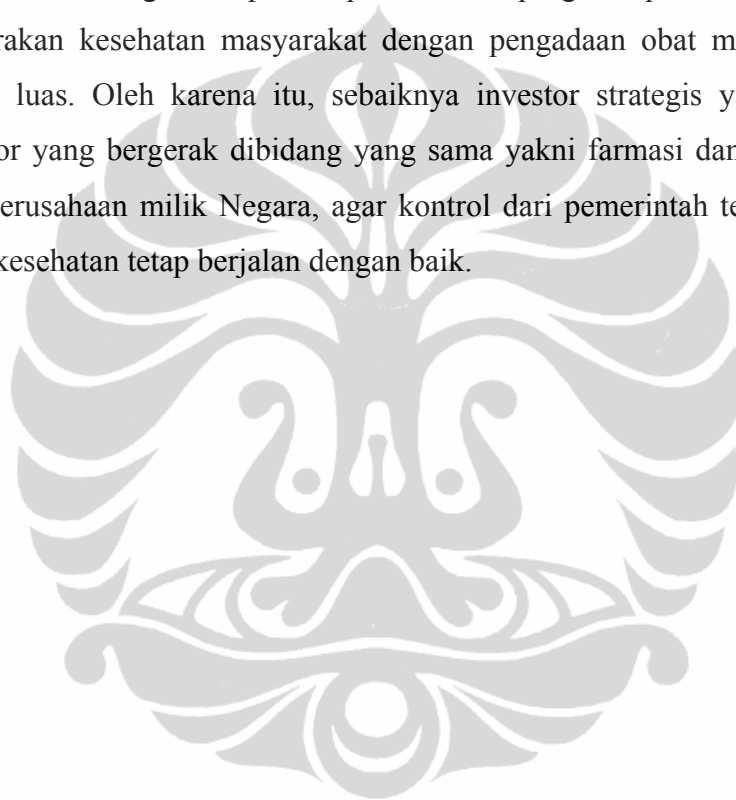 rakan kesehatan masyarakat dengan pengadaan obat m
luas. Oleh karena itu, sebaiknya investor strategis y
or yang bergerak dibidang yang sama yakni farmasi dan
erusahaan milik Negara, agar kontrol dari pemerintah te
kesehatan tetap berjalan dengan baik.